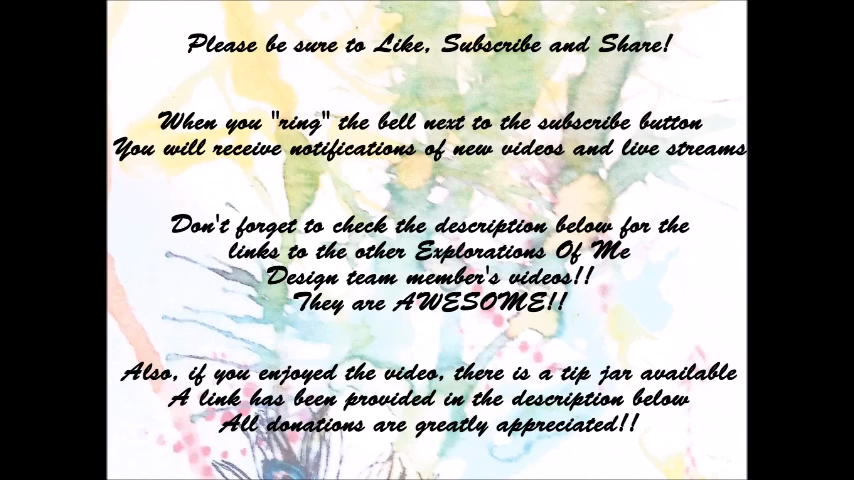 Please be sure to Like, Subscribe and Share!
When you "ring" the bell next to the subscribe button
You will receive notifications of new videos and live streams
Don't forget to check the description below for the
links to the other Explorations Of Me
Design team member's videos!!
They are AWESOME!!
Also, if you enjoyed the video, there is a tip jar available
A link has been provided in the description below
All donations are greatly appreciated!!